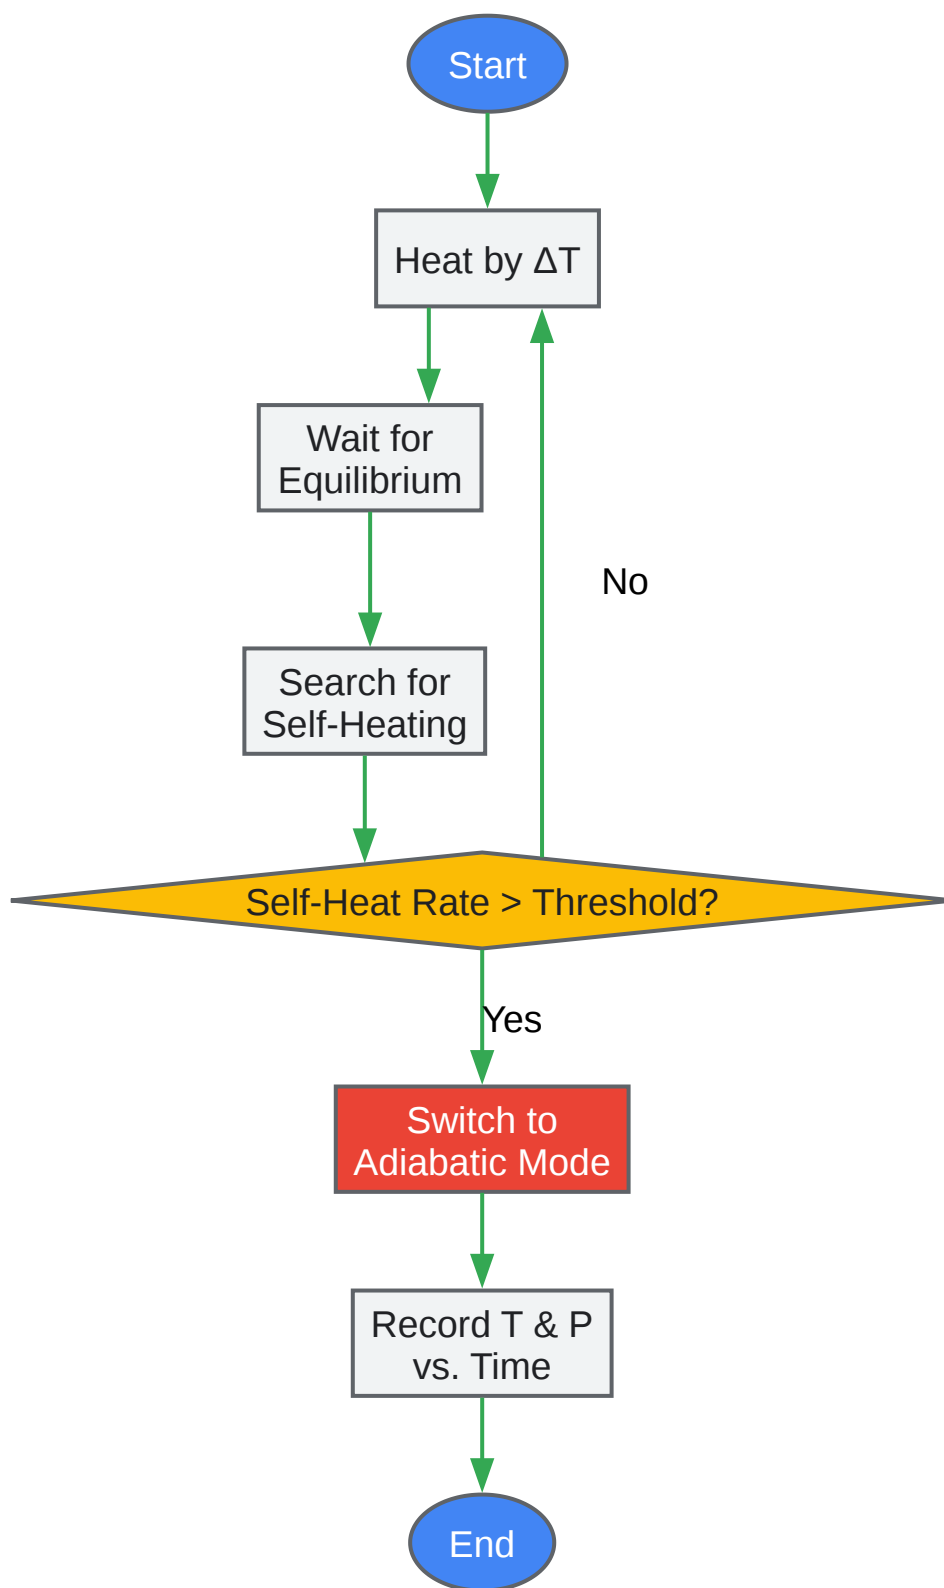 Start
Heat by ΔT
Wait for
Equilibrium
No
Search for
Self-Heating
Self-Heat Rate > Threshold?
Yes
Switch to
Adiabatic Mode
Record T & P
vs. Time
End